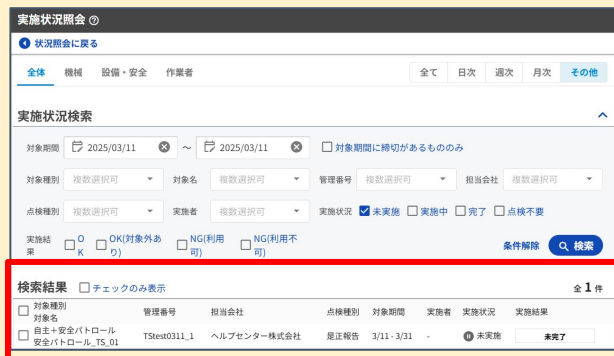 実施状況照会
状況照会に戻る
全体 機械 設備・安全 作業者 全て 日次 週次 月次 その他
実施状況検索
対象期間 2025/03/11 ～ 2025/03/11 対象期間に締切があるもののみ
対象種別 複数選択可 対象名 複数選択可 管理番号 複数選択可 担当会社 複数選択可
点検種別 複数選択可 実施者 複数選択可 実施状況 未実施 実施中 完了 点検不要
実施結 O OK(対象外あ NG(利用 NG(利用不
果 K り) 可) 可) 条件解除 検索
検索結果 チェックのみ表示 全 1 件
対象種別
対象名 管理番号 担当会社 点検種別 対象期間 実施者 実施状況 実施結果
自主+安全パトロール
安全パトロール_TS_01 TStest0311_1 ヘルプセンター株式会社 是正報告 3/11 - 3/31 - 未実施 未完了